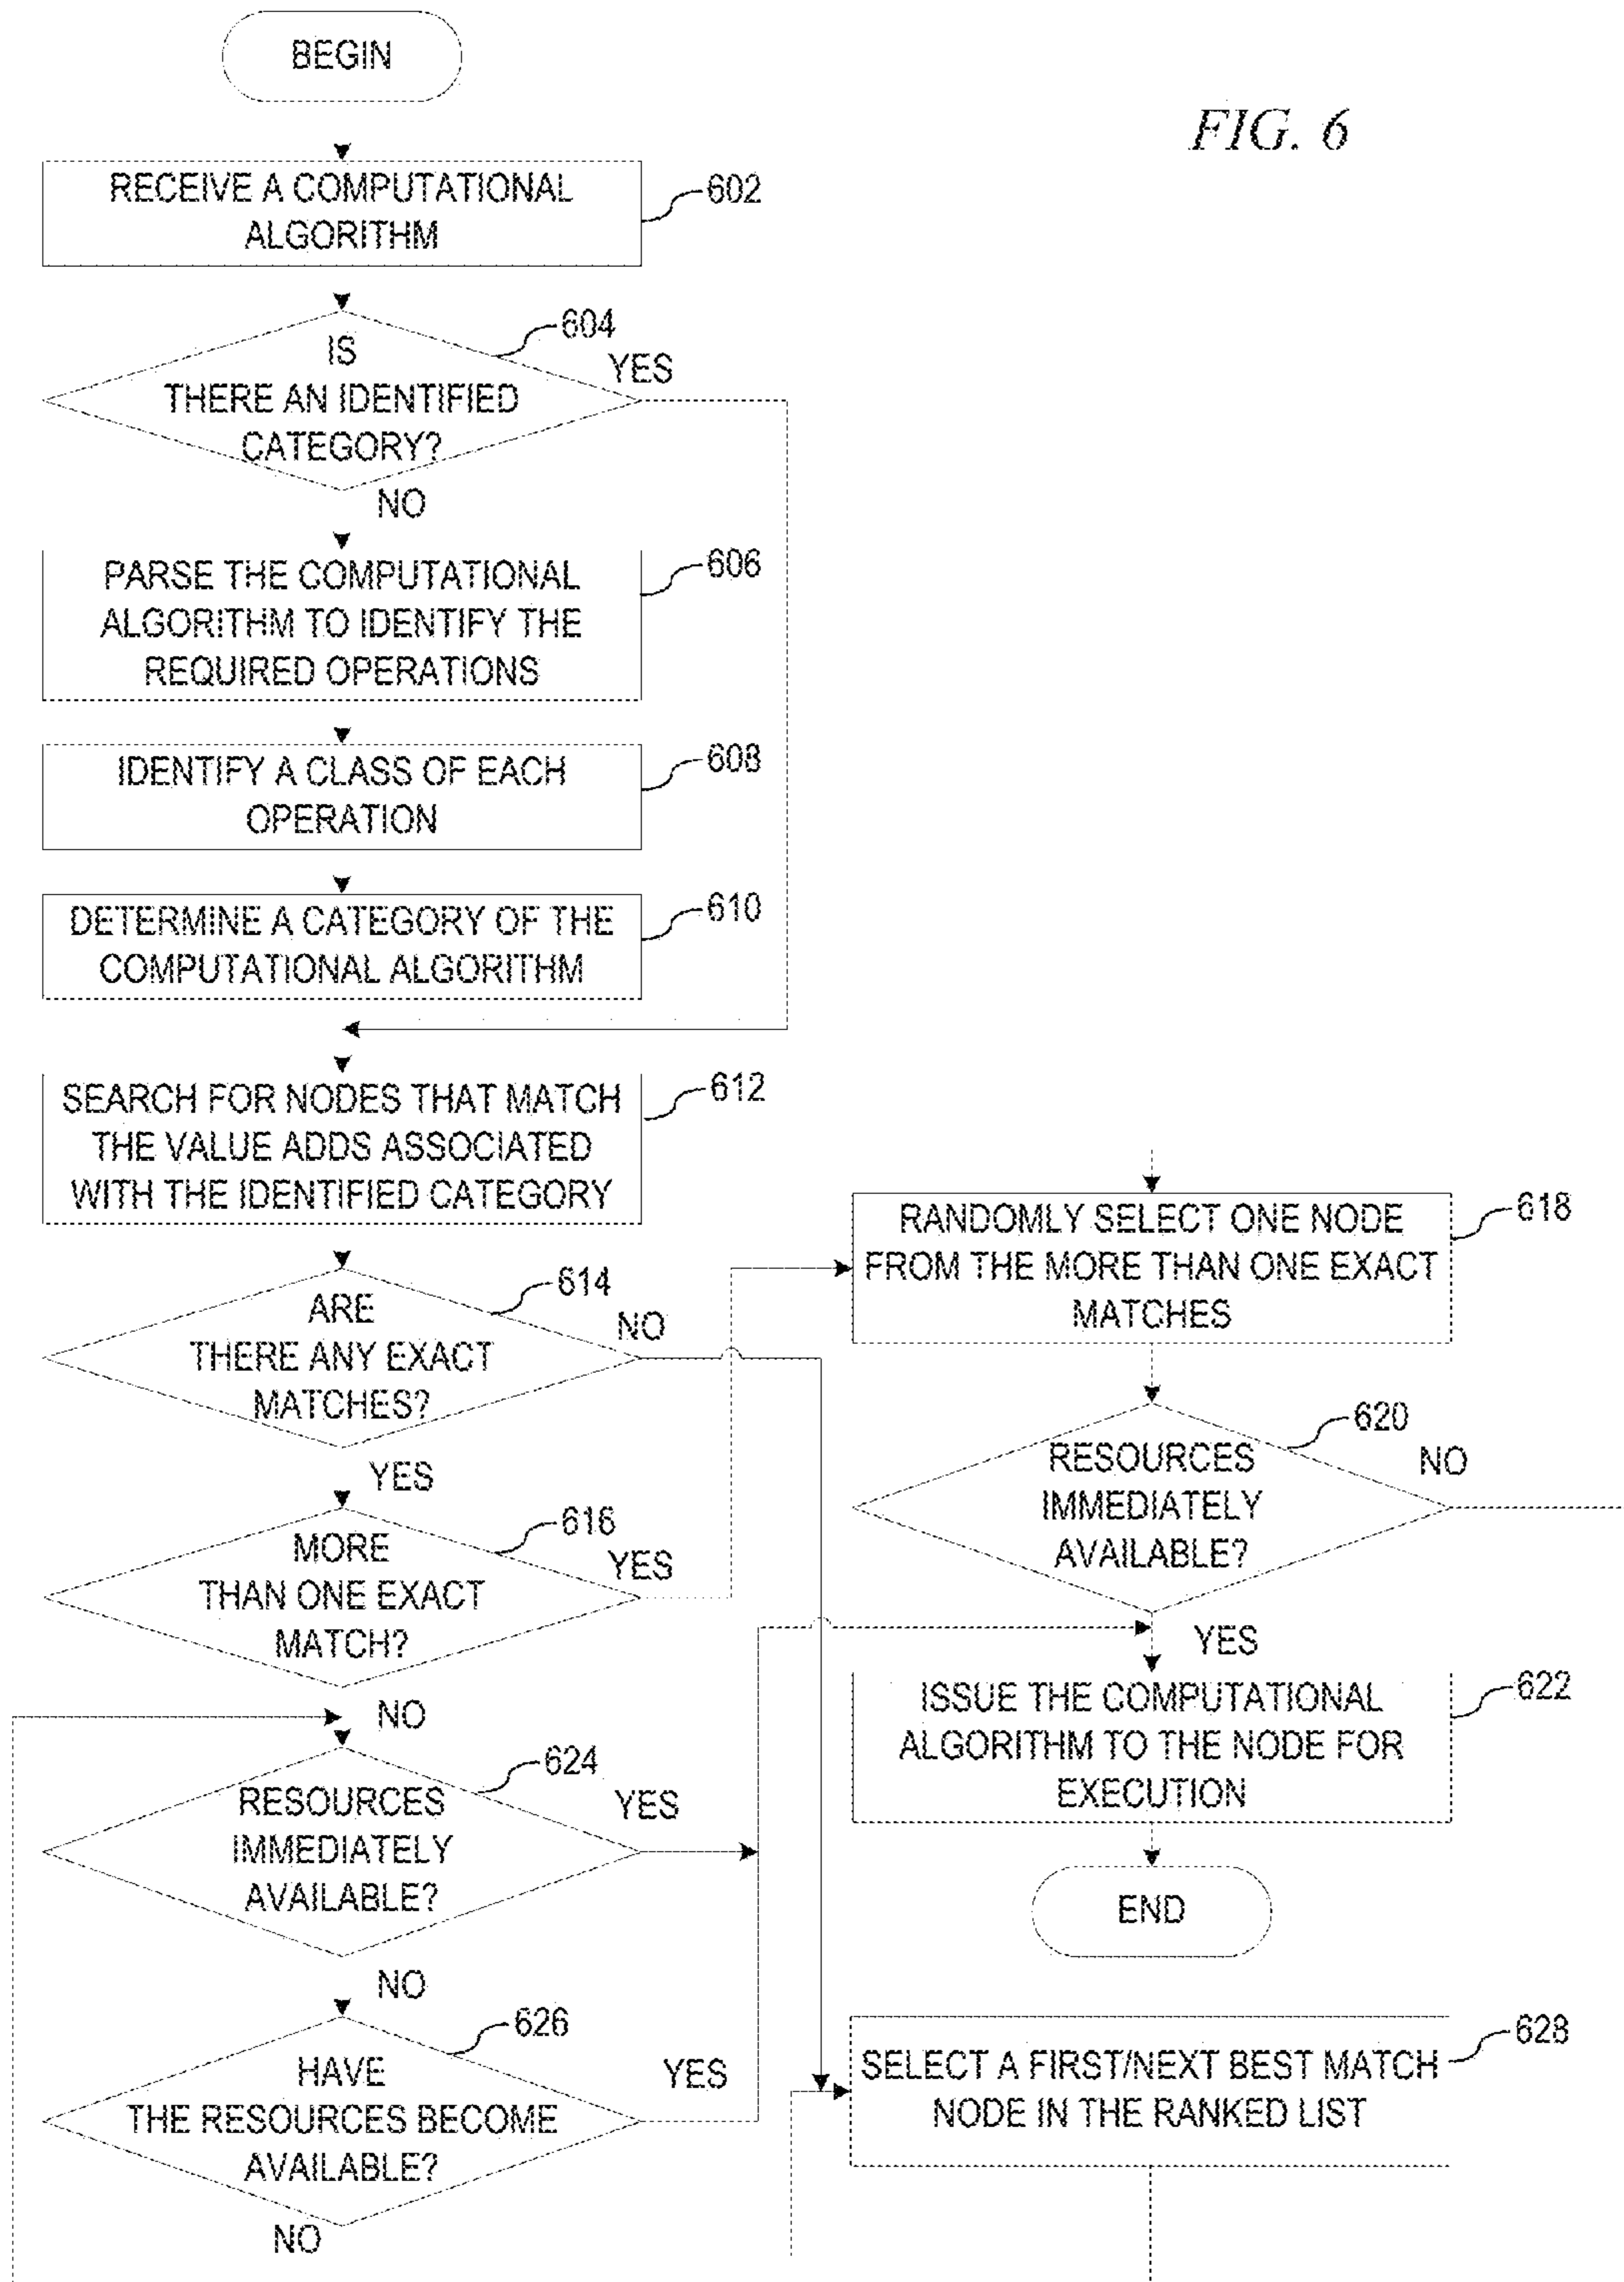 BEGIN
FIG. 6
RECEIVE A COMPUTATIONAL
ALGORITHM
602
IS
THERE AN IDENTIFIED
CATEGORY?
604
YES
NO
PARSE THE COMPUTATIONAL
ALGORITHM TO IDENTIFY THE
REQUIRED OPERATIONS
606
IDENTIFY A CLASS OF EACH
OPERATION
608
DETERMINE A CATEGORY OF THE
COMPUTATIONAL ALGORITHM
610
SEARCH FOR NODES THAT MATCH
THE VALUE ADDS ASSOCIATED
WITH THE IDENTIFIED CATEGORY
612
ARE
THERE ANY EXACT
MATCHES?
614
NO
YES
MORE
THAN ONE EXACT
MATCH?
616
YES
NO
RESOURCES
IMMEDIATELY
AVAILABLE?
624
YES
NO
HAVE
THE RESOURCES BECOME
AVAILABLE?
626
YES
NO
RANDOMLY SELECT ONE NODE
FROM THE MORE THAN ONE EXACT
MATCHES
618
RESOURCES
IMMEDIATELY
AVAILABLE?
620
NO
YES
ISSUE THE COMPUTATIONAL
ALGORITHM TO THE NODE FOR
EXECUTION
622
END
SELECT A FIRST/NEXT BEST MATCH
NODE IN THE RANKED LIST
628